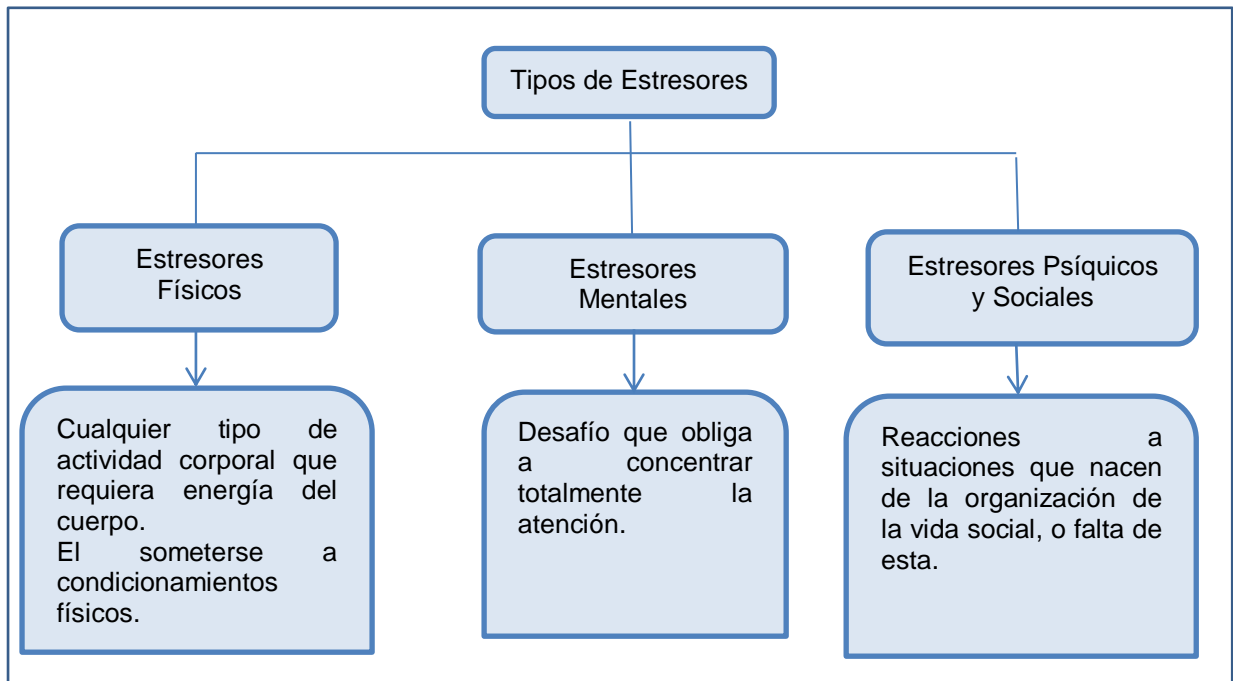 Tipos de Estresores
Estresores
Físicos
Estresores
Mentales
Estresores Psíquicos
y Sociales
Cualquier tipo de
actividad corporal que
requiera energía del
cuerpo.
El someterse a
condicionamientos
físicos.
Desafío que obliga
a concentrar
totalmente la
atención.
Reacciones a
situaciones que nacen
de la organización de
la vida social, o falta de
esta.